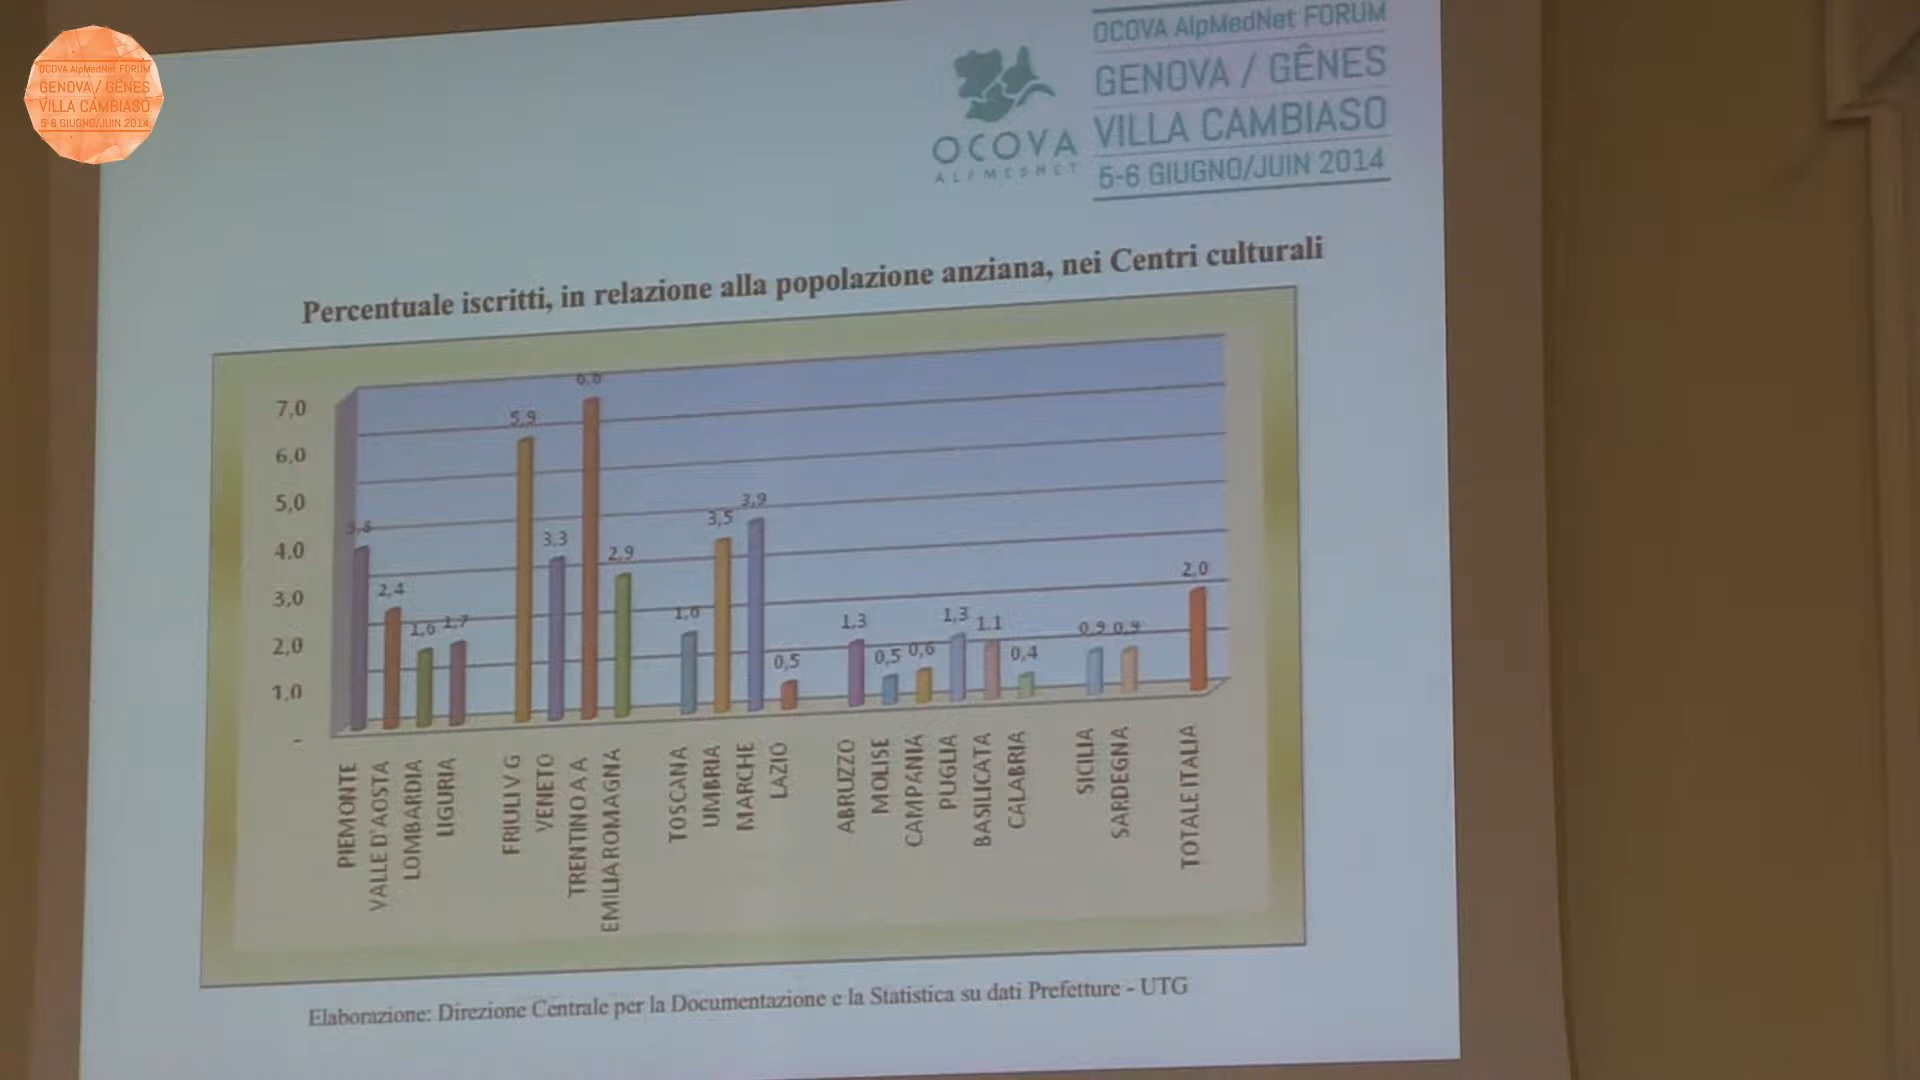 OCOVA AlpMedNet FORUM
GENOVA / GÊNES
VILLA CAMBIASO
5-6 GIUGNO/JUIN 2014
OCOVA
ALPMEDNET
OCOVA AlpMedNet FORUM
GENOVA / GÊNES
VILLA CAMBIASO
5-6 GIUGNO/JUIN 2014
Percentuale iscritti, in relazione alla popolazione anziana, nei Centri culturali
7,0
6,0
5,0
4,0
3,0
2,0
1,0
-
3,8
2,4
1,6
1,7
5,9
3,3
2,9
1,6
3,5
3,9
0,5
1,3
0,5
0,6
1,3
1,1
0,4
0,9
0,9
2,0
PIEMONTE
VALLE D'AOSTA
LOMBARDIA
LIGURIA
FRIULI V G
VENETO
TRENTINO A A
EMILIA ROMAGNA
TOSCANA
UMBRIA
MARCHE
LAZIO
ABRUZZO
MOLISE
CAMPANIA
PUGLIA
BASILICATA
CALABRIA
SICILIA
SARDEGNA
TOTALE ITALIA
Elaborazione: Direzione Centrale per la Documentazione e la Statistica su dati Prefetture - UTG